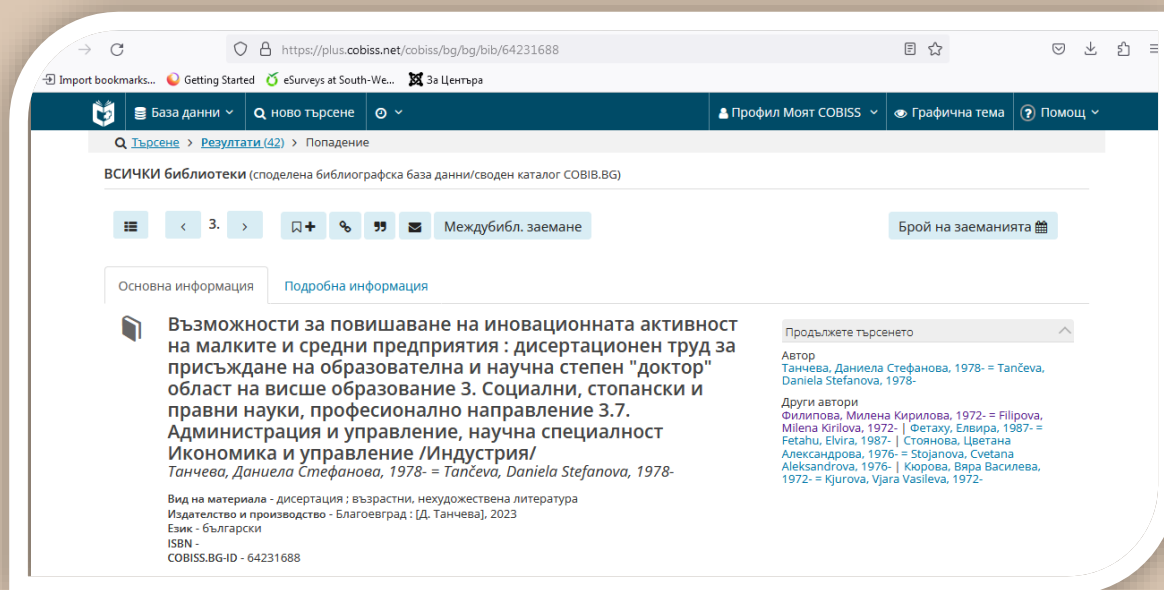 https://plus.cobiss.net/cobiss/bg/bg/bib/64231688
Import bookmarks... Getting Started eSurveys at South-We... За Центъра
База данни ново търсене Профил Моят COBISS Графична тема Помощ
Търсене > Резултати (42) > Попадение
ВСИЧКИ библиотеки (споделена библиографска база данни/своден каталог COBIB.BG)
< 3. > Междубибл. заемане Брой на заеманията
Основна информация Подробна информация
Възможности за повишаване на иновационната активност
на малките и средни предприятия : дисертационен труд за
присъждане на образователна и научна степен "доктор"
област на висше образование 3. Социални, стопански и
правни науки, професионално направление 3.7.
Администрация и управление, научна специалност
Икономика и управление /Индустрия/
Танчева, Даниела Стефанова, 1978- = Tančeva, Daniela Stefanova, 1978-
Вид на материала - дисертация ; възрастни, нехудожествена литература
Издателство и производство - Благоевград : [Д. Танчева], 2023
Език - български
ISBN -
COBISS.BG-ID - 64231688
Продължете търсенето
Автор
Танчева, Даниела Стефанова, 1978- = Tančeva,
Daniela Stefanova, 1978-
Други автори
Филипова, Милена Кирилова, 1972- = Filipova,
Milena Kirilova, 1972- | Фетаху, Елвира, 1987- =
Fetahu, Elvira, 1987- | Стоянова, Цветана
Александрова, 1976- = Stojanova, Cvetana
Aleksandrova, 1976- | Кюрова, Вяра Василева,
1972- = Kjurova, Vjara Vasileva, 1972-